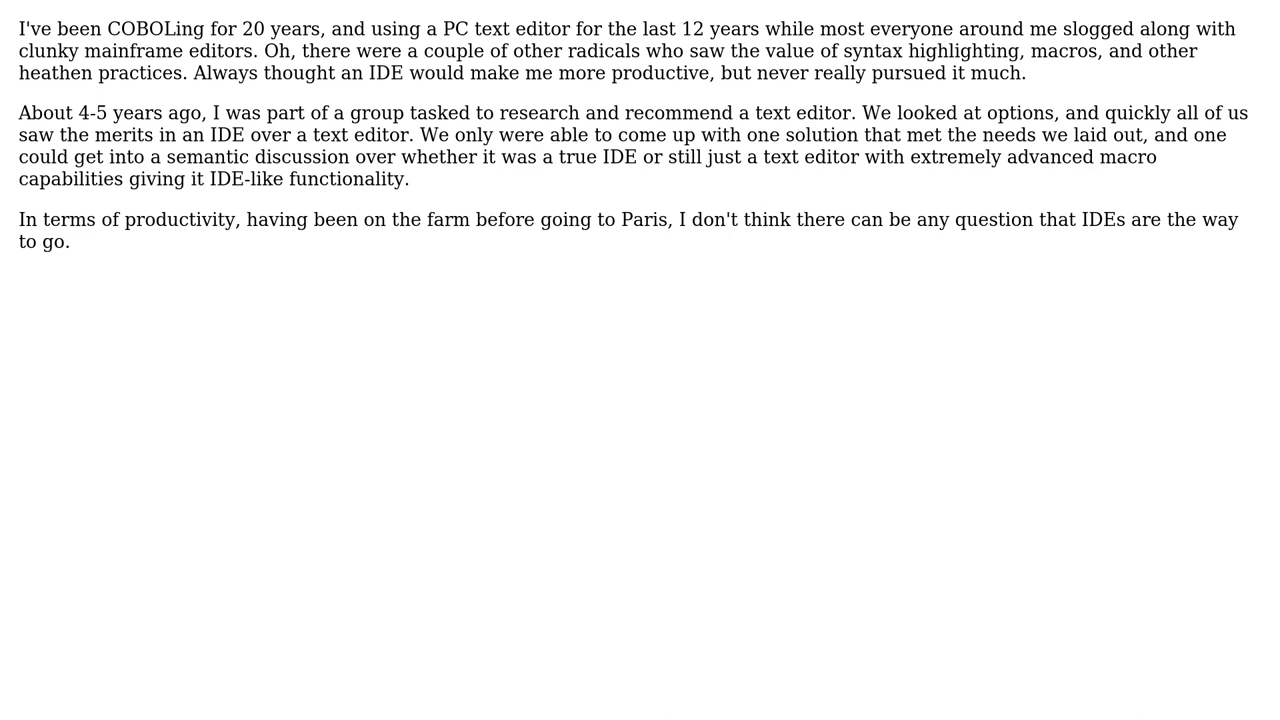 I've been COBOLing for 20 years, and using a PC text editor for the last 12 years while most everyone around me slogged along with
clunky mainframe editors. Oh, there were a couple of other radicals who saw the value of syntax highlighting, macros, and other
heathen practices. Always thought an IDE would make me more productive, but never really pursued it much.
About 4-5 years ago, I was part of a group tasked to research and recommend a text editor. We looked at options, and quickly all of us
saw the merits in an IDE over a text editor. We only were able to come up with one solution that met the needs we laid out, and one
could get into a semantic discussion over whether it was a true IDE or still just a text editor with extremely advanced macro
capabilities giving it IDE-like functionality.
In terms of productivity, having been on the farm before going to Paris, I don't think there can be any question that IDEs are the way
to go.